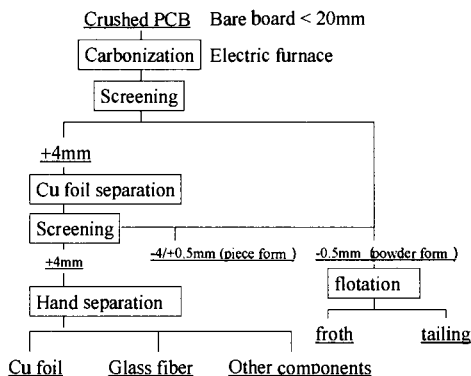 Crushed PCB Bare board < 20mm
Carbonization Electric furnace
Screening
+4mm
Cu foil separation
Screening
-4/+0.5mm (piece form ) -0.5mm (powder form )
+4mm
flotation
Hand separation
froth tailing
Cu foil Glass fiber Other components